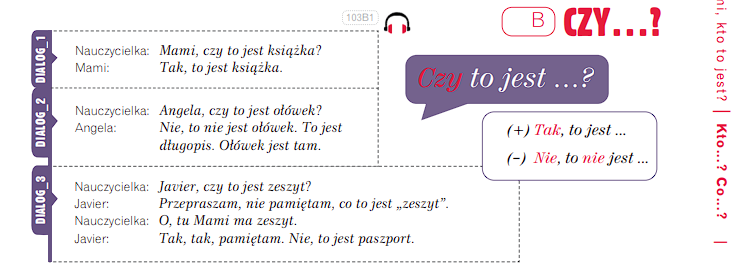 103B1
B CZY...?
DIALOG_1
Nauczycielka: Mami, czy to jest książka?
Mami: Tak, to jest książka.
DIALOG_2
Nauczycielka: Angela, czy to jest ołówek?
Angela: Nie, to nie jest ołówek. To jest
długopis. Ołówek jest tam.
DIALOG_3
Nauczycielka: Javier, czy to jest zeszyt?
Javier: Przepraszam, nie pamiętam, co to jest „zeszyt”.
Nauczycielka: O, tu Mami ma zeszyt.
Javier: Tak, tak, pamiętam. Nie, to jest paszport.
Czy to jest ...?
(+) Tak, to jest ...
(–) Nie, to nie jest ...
kto to jest? | Kto...? Co...? |